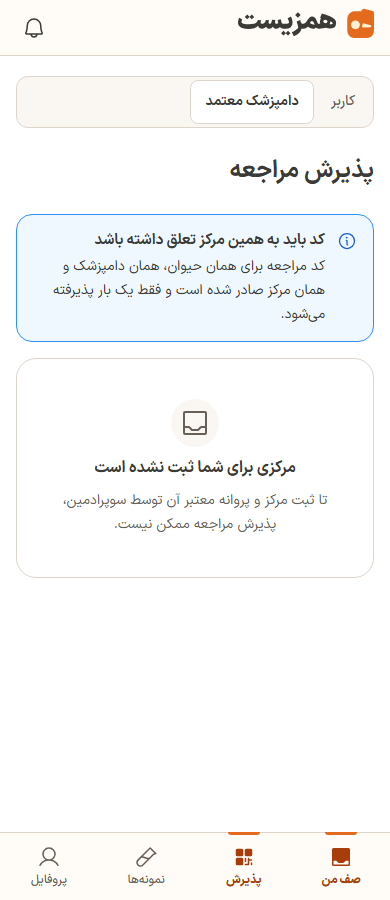 همزیست
کاربر
دامپزشک معتمد
پذیرش مراجعه
کد باید به همین مرکز تعلق داشته باشد
کد مراجعه برای همان حیوان، همان دامپزشک و
همان مرکز صادر شده است و فقط یک بار پذیرفته
می‌شود.
مرکزی برای شما ثبت نشده است
تا ثبت مرکز و پروانه معتبر آن توسط سوپرادمین،
پذیرش مراجعه ممکن نیست.
صف من
پذیرش
نمونه‌ها
پروفایل